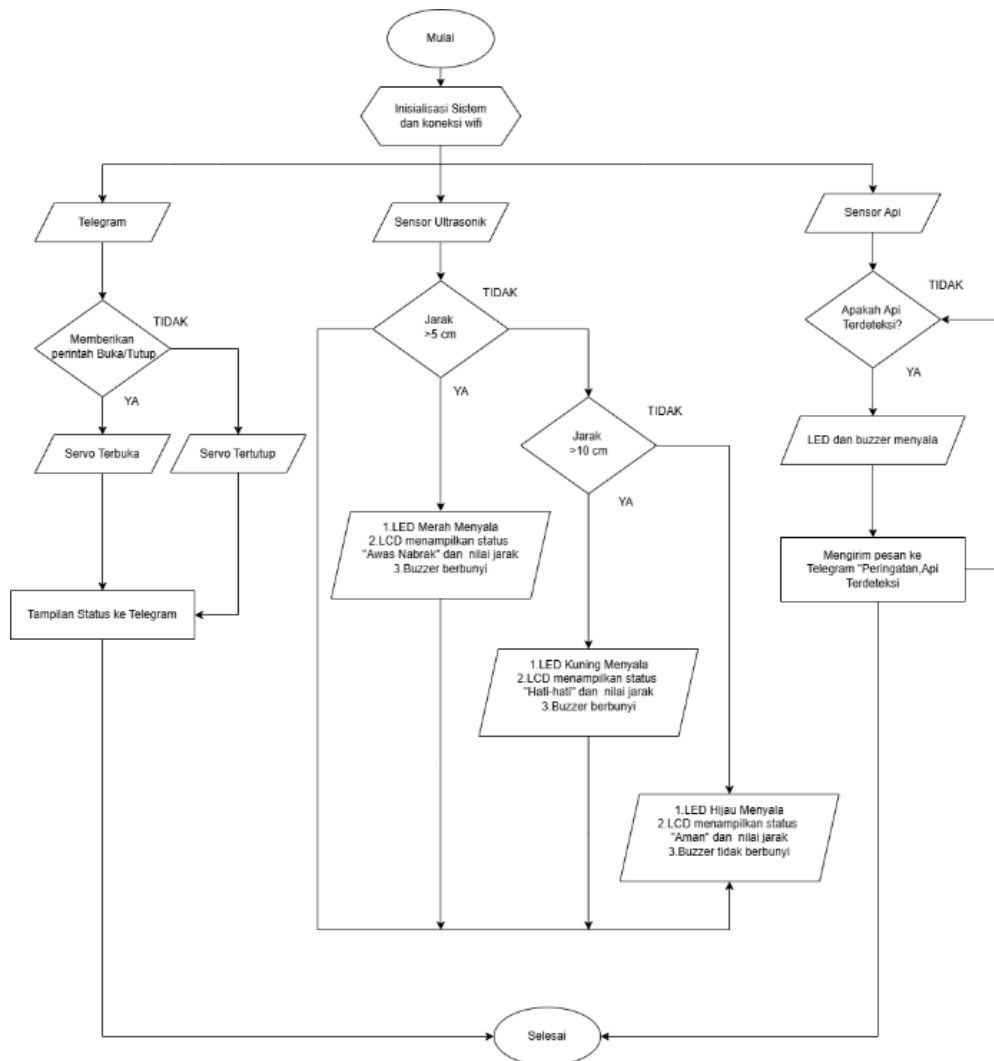 Mulai
Inisialisasi Sistem
dan koneksi wifi
Telegram
Sensor Ultrasonik
Sensor Api
TIDAK
Memberikan
perintah Buka/Tutup
YA
Servo Terbuka
Servo Tertutup
Tampilan Status ke Telegram
TIDAK
Jarak
>5 cm
YA
TIDAK
Jarak
>10 cm
YA
1.LED Merah Menyala
2.LCD menampilkan status
"Awas Nabrak" dan nilai jarak
3.Buzzer berbunyi
1.LED Kuning Menyala
2.LCD menampilkan status
"Hati-hati" dan nilai jarak
3.Buzzer berbunyi
1.LED Hijau Menyala
2.LCD menampilkan status
"Aman" dan nilai jarak
3.Buzzer tidak berbunyi
TIDAK
Apakah Api
Terdeteksi?
YA
LED dan buzzer menyala
Mengirim pesan ke
Telegram "Peringatan,Api
Terdeteksi
Selesai